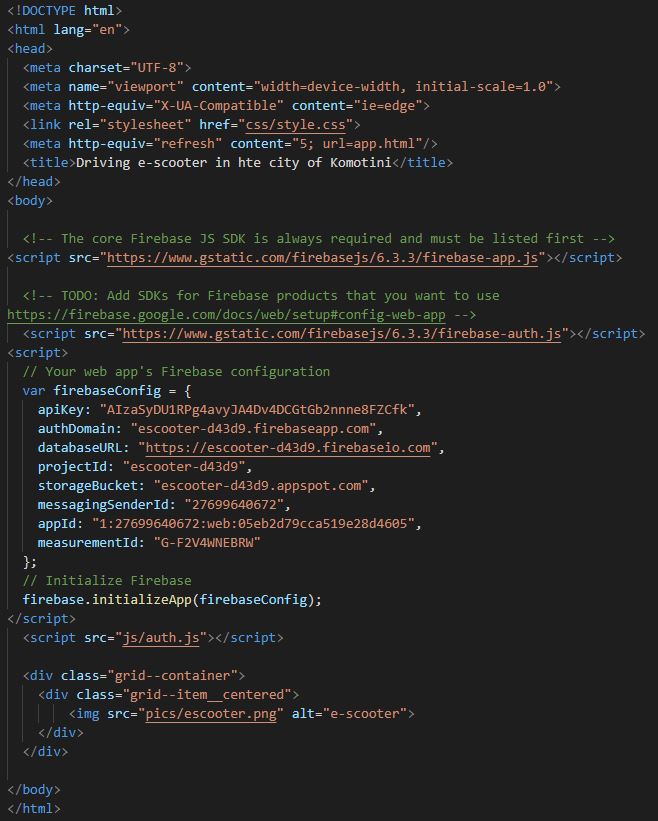 <!DOCTYPE html>
<html lang="en">
<head>
<meta charset="UTF-8">
<meta name="viewport" content="width=device-width, initial-scale=1.0">
<meta http-equiv="X-UA-Compatible" content="ie=edge">
<link rel="stylesheet" href="css/style.css">
<meta http-equiv="refresh" content="5; url=app.html"/>
<title>Driving e-scooter in hte city of Komotini</title>
</head>
<body>
<!-- The core Firebase JS SDK is always required and must be listed first -->
<script src="https://www.gstatic.com/firebasejs/6.3.3/firebase-app.js"></script>
<!-- TODO: Add SDKs for Firebase products that you want to use
https://firebase.google.com/docs/web/setup#config-web-app -->
<script src="https://www.gstatic.com/firebasejs/6.3.3/firebase-auth.js"></script>
<script>
// Your web app's Firebase configuration
var firebaseConfig = {
apiKey: "AIzaSyDU1RPg4avyJA4Dv4DCGtGb2nnne8FZCfk",
authDomain: "escooter-d43d9.firebaseapp.com",
databaseURL: "https://escooter-d43d9.firebaseio.com",
projectId: "escooter-d43d9",
storageBucket: "escooter-d43d9.appspot.com",
messagingSenderId: "27699640672",
appId: "1:27699640672:web:05eb2d79cca519e28d4605",
measurementId: "G-F2V4WNEBRW"
};
// Initialize Firebase
firebase.initializeApp(firebaseConfig);
</script>
<script src="js/auth.js"></script>
<div class="grid--container">
<div class="grid--item__centered">
<img src="pics/escooter.png" alt="e-scooter">
</div>
</div>
</body>
</html>